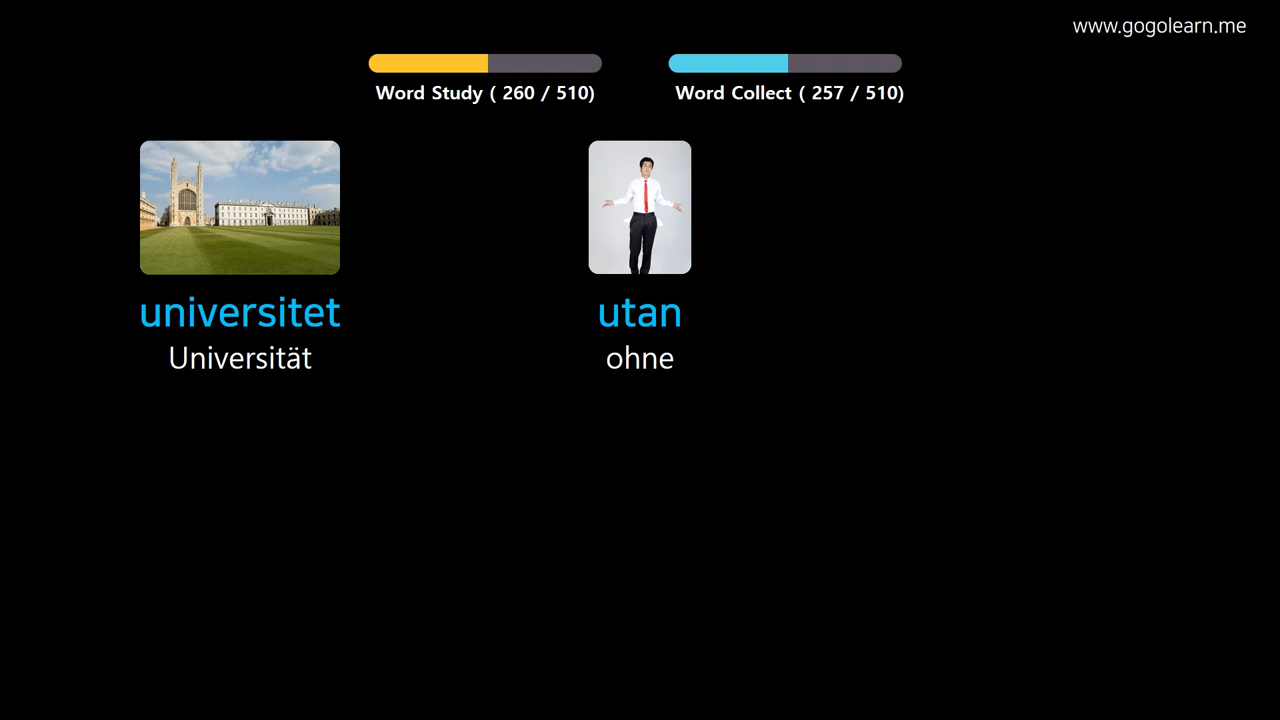 www.gogolearn.me
Word Study ( 260 / 510)
Word Collect ( 257 / 510)
universitet
Universität
utan
ohne